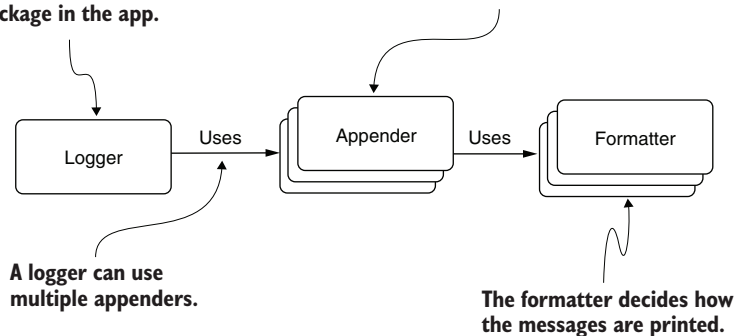 package in the app.
Logger
Uses
Appender
Uses
Formatter
A logger can use
multiple appenders.
The formatter decides how
the messages are printed.